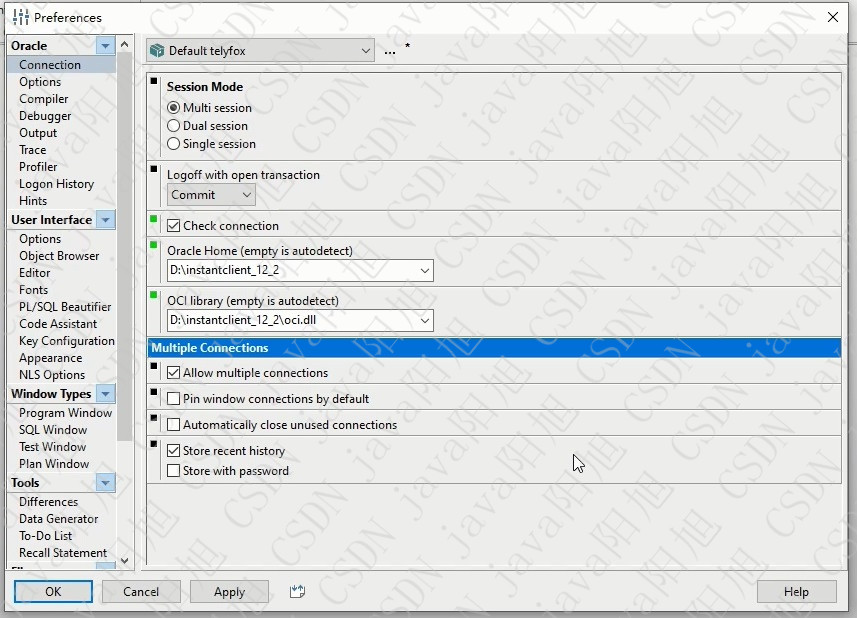 Preferences
Oracle
Connection
Options
Compiler
Debugger
Output
Trace
Profiler
Logon History
Hints
User Interface
Options
Object Browser
Editor
Fonts
PL/SQL Beautifier
Code Assistant
Key Configuration
Appearance
NLS Options
Window Types
Program Window
SQL Window
Test Window
Plan Window
Tools
Differences
Data Generator
To-Do List
Recall Statement
Default telyfox
... *
Session Mode
Multi session
Dual session
Single session
Logoff with open transaction
Commit
Check connection
Oracle Home (empty is autodetect)
D:\instantclient_12_2
OCI library (empty is autodetect)
D:\instantclient_12_2\oci.dll
Multiple Connections
Allow multiple connections
Pin window connections by default
Automatically close unused connections
Store recent history
Store with password
OK
Cancel
Apply
Help
CSDN java阳旭